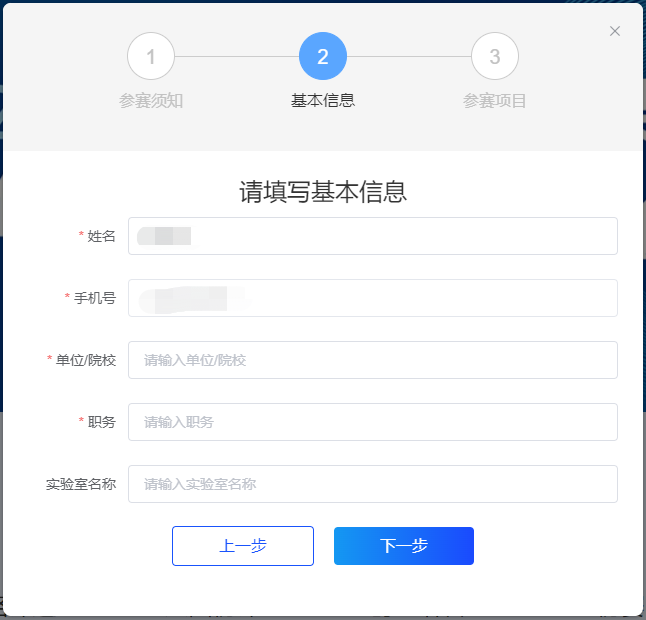 1
2
3
参赛须知
基本信息
参赛项目
请填写基本信息
* 姓名
* 手机号
* 单位/院校 请输入单位/院校
* 职务 请输入职务
实验室名称 请输入实验室名称
上一步
下一步